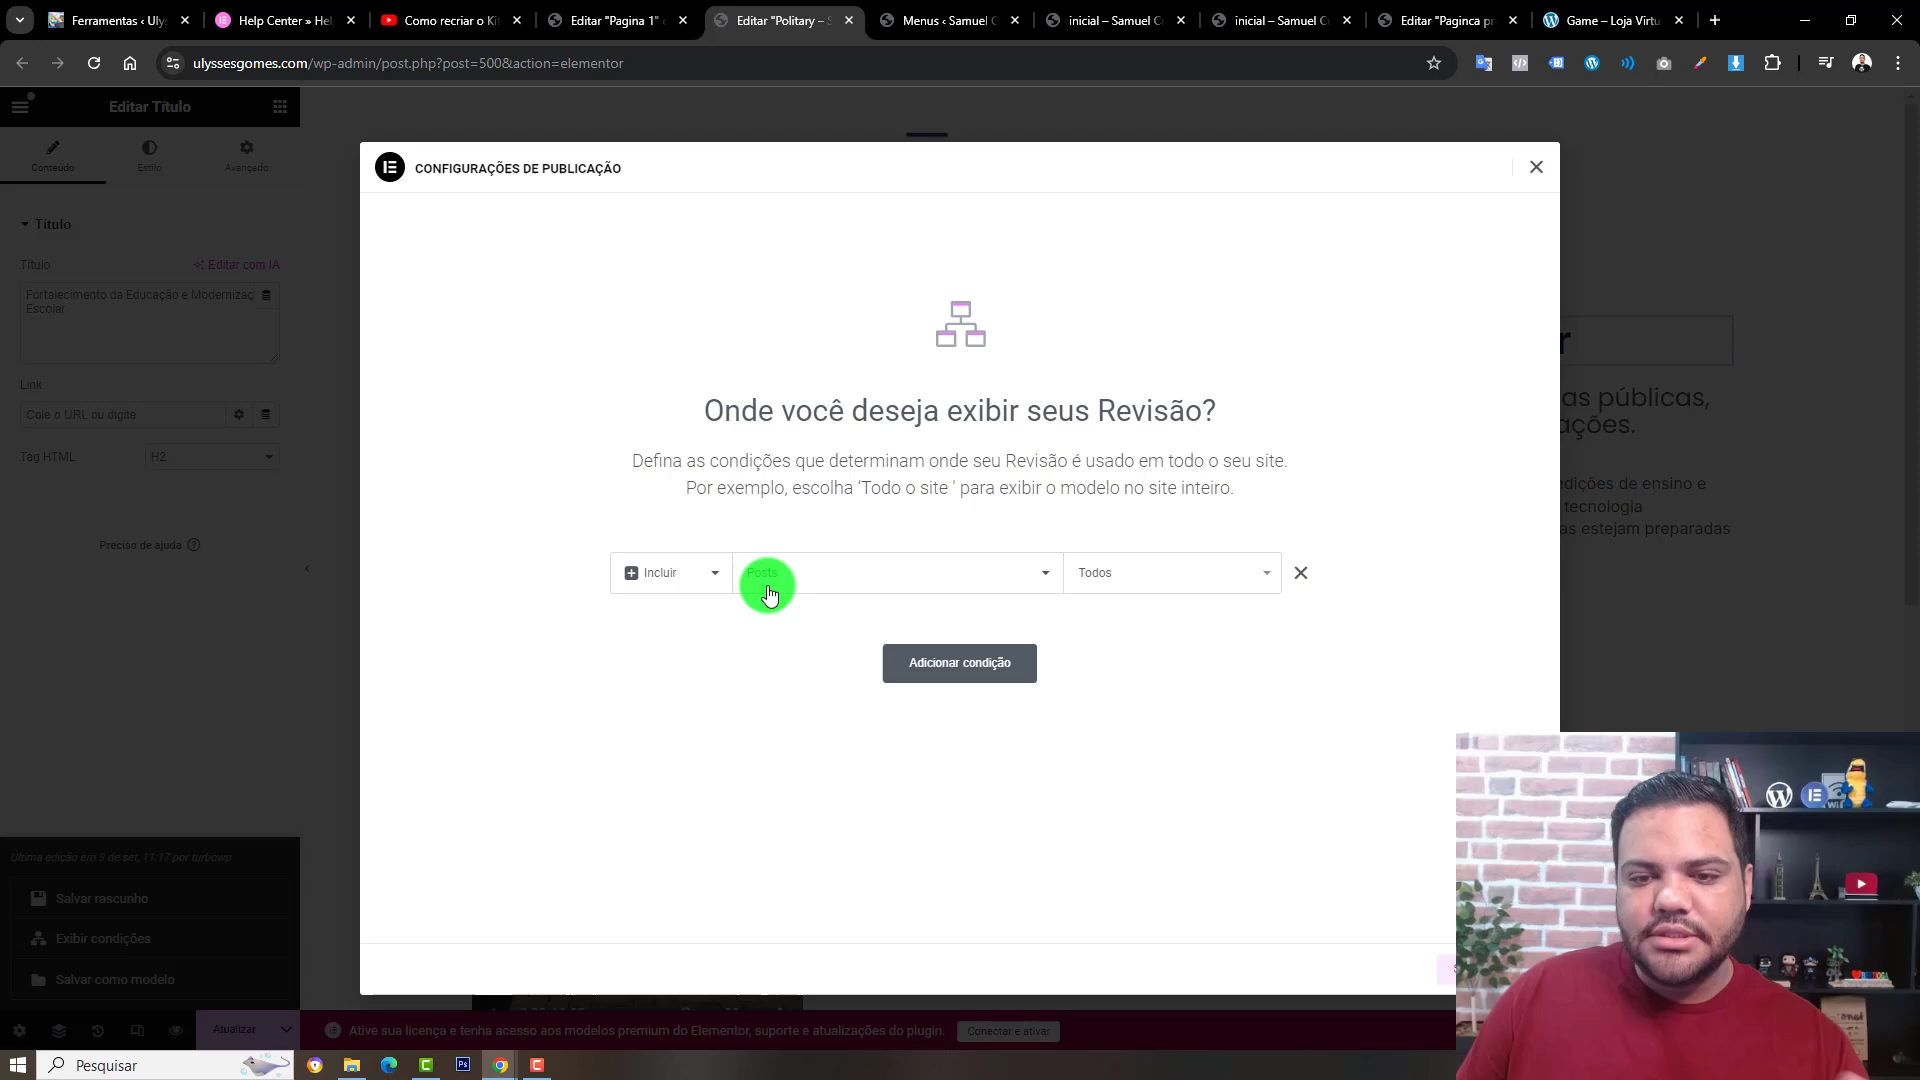 Ferramentas ‹ Uly
Help Center » Hel
Como recriar o Ki
Editar "Pagina 1" c
Editar "Politary – S
Menus ‹ Samuel C
inicial – Samuel C
inicial – Samuel C
Editar "Paginca pr
Game – Loja Virtu
ulyssesgomes.com/wp-admin/post.php?post=500&action=elementor
Editar Título
Conteúdo
Estilo
Avançado
Título
Título
Editar com IA
Fortalecimento da Educação e Modernizaç
Escolar
Link
Cole o URL ou digite
Tag HTML
H2
Preciso de ajuda
CONFIGURAÇÕES DE PUBLICAÇÃO
Onde você deseja exibir seus Revisão?
Defina as condições que determinam onde seu Revisão é usado em todo o seu site.
Por exemplo, escolha ‘Todo o site ' para exibir o modelo no site inteiro.
Incluir
Posts
Todos
Adicionar condição
r
as públicas,
ações.
dições de ensino e
tecnologia
as estejam preparadas
Última edição em 9 de set, 11:17 por turbowp
Salvar rascunho
Exibir condições
Salvar como modelo
Atualizar
Ative sua licença e tenha acesso aos modelos premium do Elementor, suporte e atualizações do plugin.
Conectar e ativar
Pesquisar